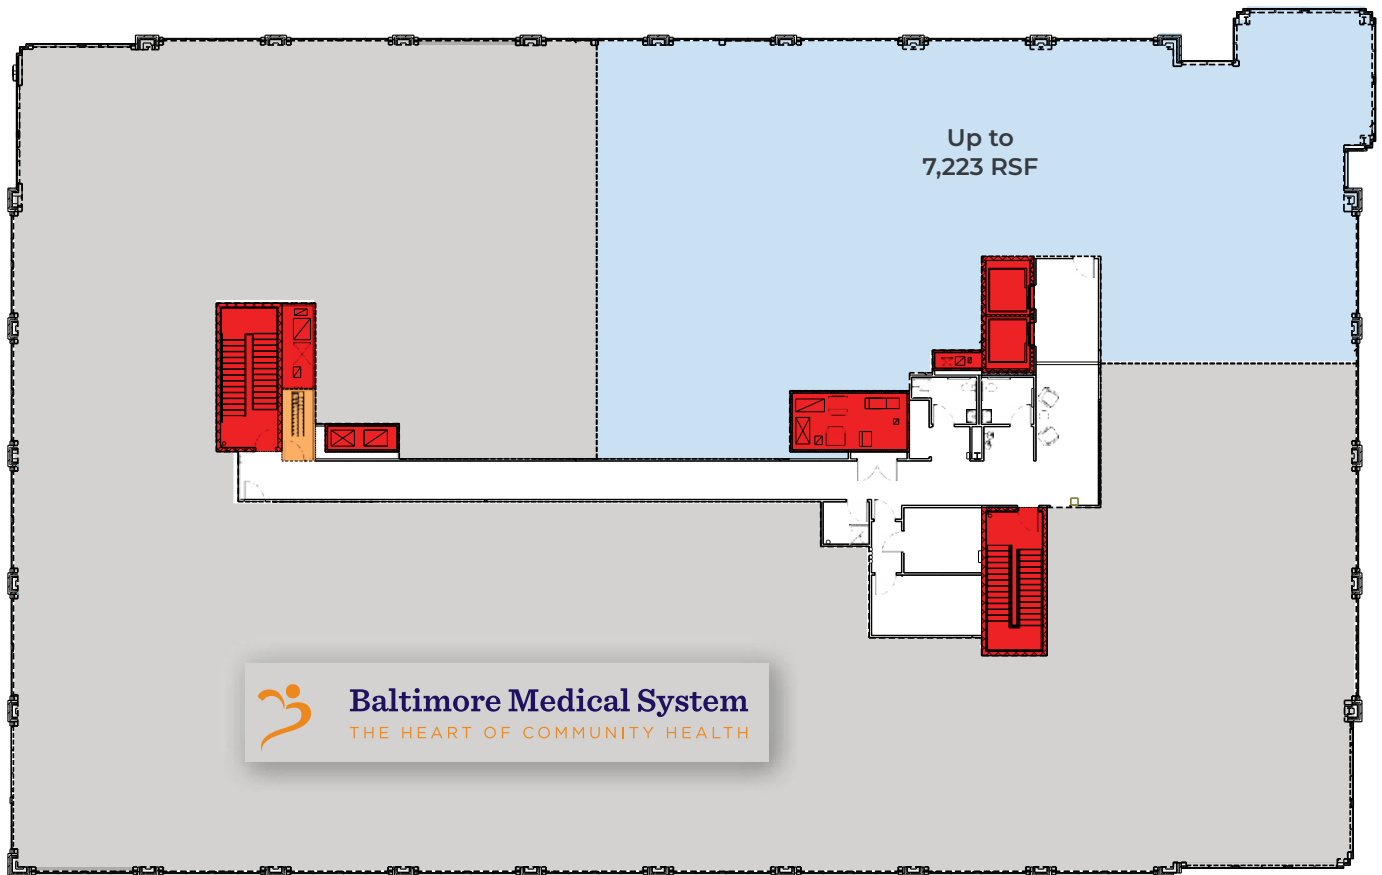 Up to
7,223 RSF
Baltimore Medical System
THE HEART OF COMMUNITY HEALTH